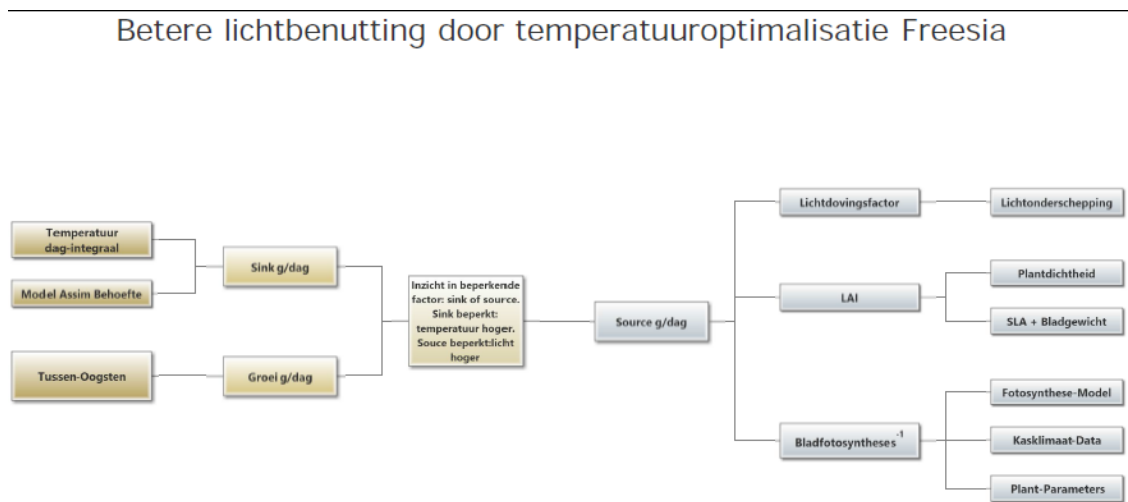 Betere lichtbenutting door temperatuuroptimalisatie Freesia
Temperatuur
dag-integraal
Model Assim Behoefte
Tussen-Oogsten
Sink g/dag
Groei g/dag
Inzicht in beperkende
factor: sink of source.
Sink beperkt:
temperatuur hoger.
Souce beperkt:licht
hoger
Source g/dag
Lichtdovingsfactor
LAI
Bladfotosyntheses-1
Lichtonderschepping
Plantdichtheid
SLA + Bladgewicht
Fotosynthese-Model
Kasklimaat-Data
Plant-Parameters